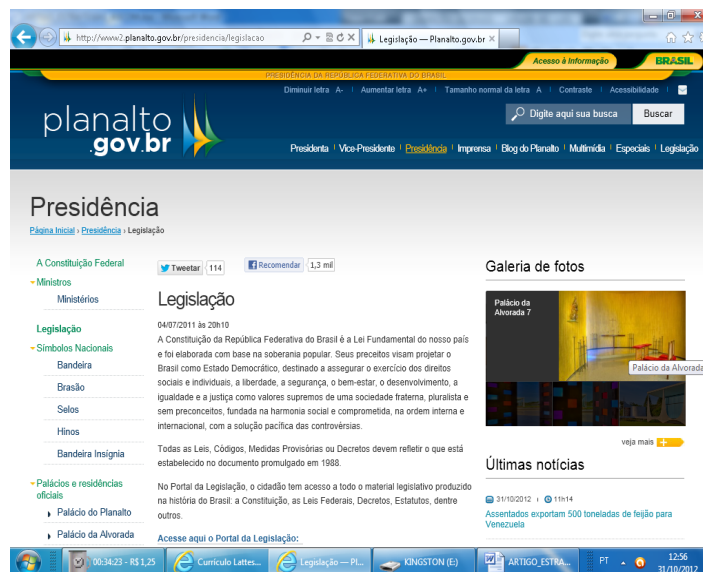 http://www2.planalto.gov.br/presidencia/legislacao
Legislação — Planalto.gov.br
Acesso à Informação
BRASIL
PRESIDÊNCIA DA REPÚBLICA FEDERATIVA DO BRASIL
Diminuir letra A- Aumentar letra A+ Tamanho normal da letra A Contraste Acessibilidade
planalto
.gov.br
Digite aqui sua busca
Buscar
Presidenta Vice-Presidente Presidência Imprensa Blog do Planalto Multimídia Especiais Legislação
Presidência
Página Inicial › Presidência › Legislação
A Constituição Federal
Ministros
Ministérios
Legislação
Símbolos Nacionais
Bandeira
Brasão
Selos
Hinos
Bandeira Insígnia
Palácios e residências
oficiais
Palácio do Planalto
Palácio da Alvorada
Tweetar 114
Recomendar 1,3 mil
Legislação
04/07/2011 às 20h10
A Constituição da República Federativa do Brasil é a Lei Fundamental do nosso país
e foi elaborada com base na soberania popular. Seus preceitos visam projetar o
Brasil como Estado Democrático, destinado a assegurar o exercício dos direitos
sociais e individuais, a liberdade, a segurança, o bem-estar, o desenvolvimento, a
igualdade e a justiça como valores supremos de uma sociedade fraterna, pluralista e
sem preconceitos, fundada na harmonia social e comprometida, na ordem interna e
internacional, com a solução pacífica das controvérsias.
Todas as Leis, Códigos, Medidas Provisórias ou Decretos devem refletir o que está
estabelecido no documento promulgado em 1988.
No Portal da Legislação, o cidadão tem acesso a todo o material legislativo produzido
na história do Brasil: a Constituição, as Leis Federais, Decretos, Estatutos, dentre
outros.
Acesse aqui o Portal da Legislação:
Galeria de fotos
Palácio da
Alvorada 7
Palácio da Alvorada
veja mais
Últimas notícias
31/10/2012 11h14
Assentados exportam 500 toneladas de feijão para
Venezuela
00:34:23 - R$ 1,25
Currículo Lattes...
Legislação — Pl...
KINGSTON (E:)
ARTIGO_ESTRA...
PT
12:56
31/10/2012